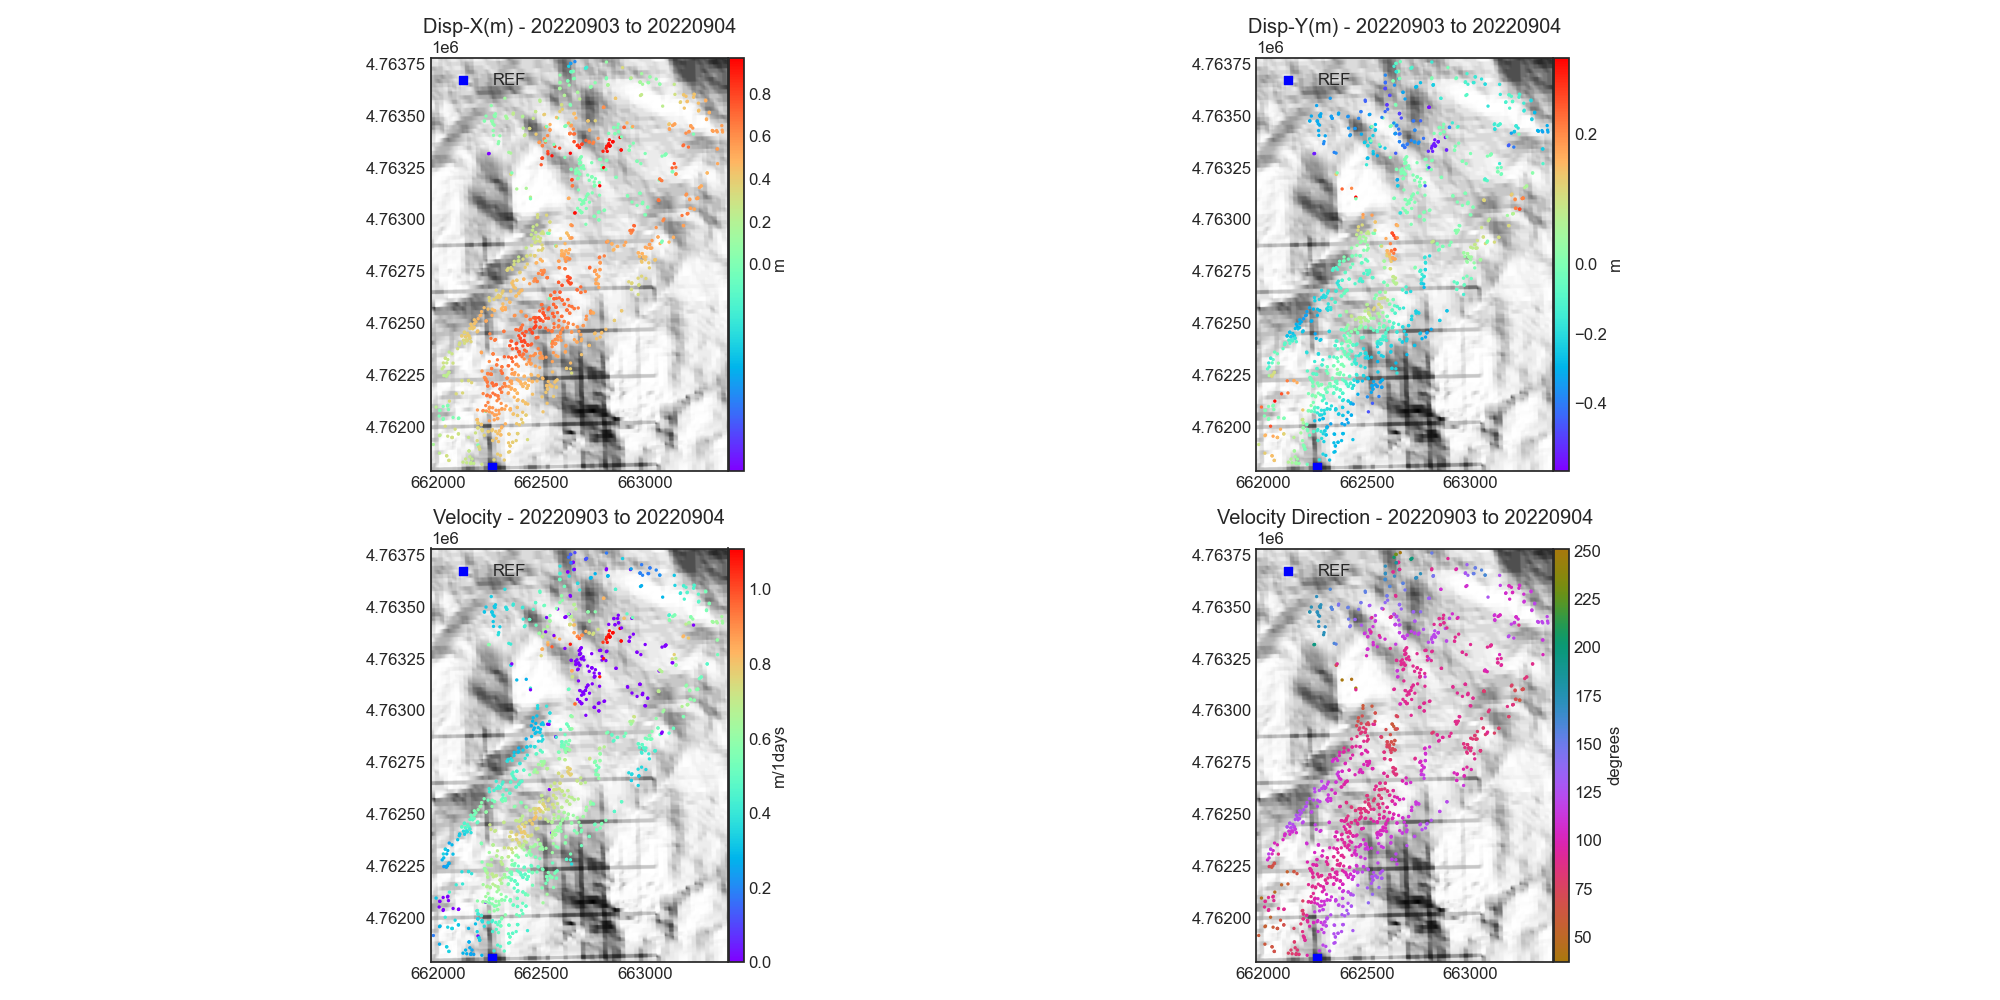 Disp-X(m) - 20220903 to 20220904
1e6
REF
4.76375
4.76350
4.76325
4.76300
4.76275
4.76250
4.76225
4.76200
662000 662500 663000
0.8
0.6
0.4
0.2
0.0
m
Disp-Y(m) - 20220903 to 20220904
1e6
REF
4.76375
4.76350
4.76325
4.76300
4.76275
4.76250
4.76225
4.76200
662000 662500 663000
0.2
0.0
−0.2
−0.4
m
Velocity - 20220903 to 20220904
1e6
REF
4.76375
4.76350
4.76325
4.76300
4.76275
4.76250
4.76225
4.76200
662000 662500 663000
1.0
0.8
0.6
0.4
0.2
0.0
m/1days
Velocity Direction - 20220903 to 20220904
1e6
REF
4.76375
4.76350
4.76325
4.76300
4.76275
4.76250
4.76225
4.76200
662000 662500 663000
250
225
200
175
150
125
100
75
50
degrees